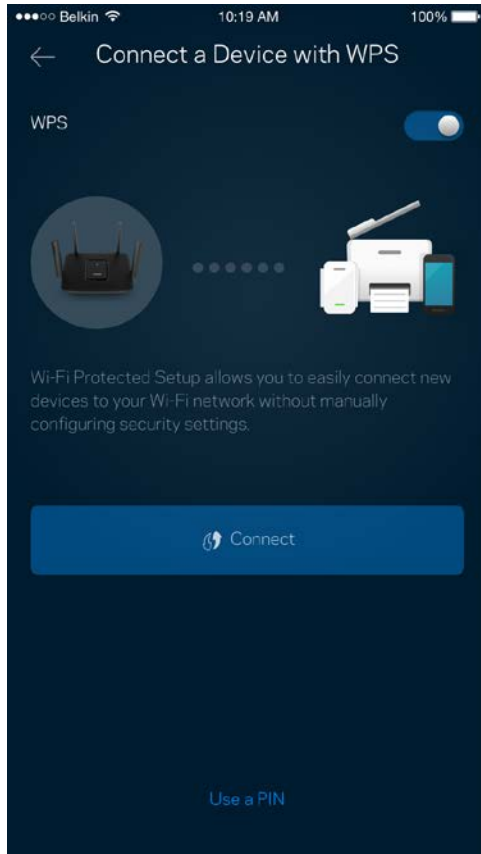 Belkin 10:19 AM 100%
Connect a Device with WPS
WPS
Wi-Fi Protected Setup allows you to easily connect new
devices to your Wi-Fi network without manually
configuring security settings.
Connect
Use a PIN